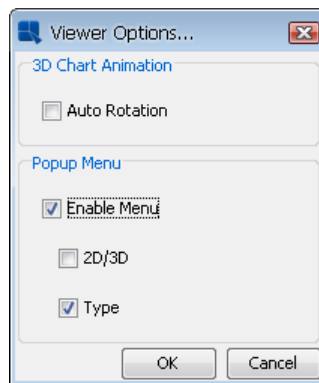 Viewer Options...
3D Chart Animation
Auto Rotation
Popup Menu
Enable Menu
2D/3D
Type
OK Cancel